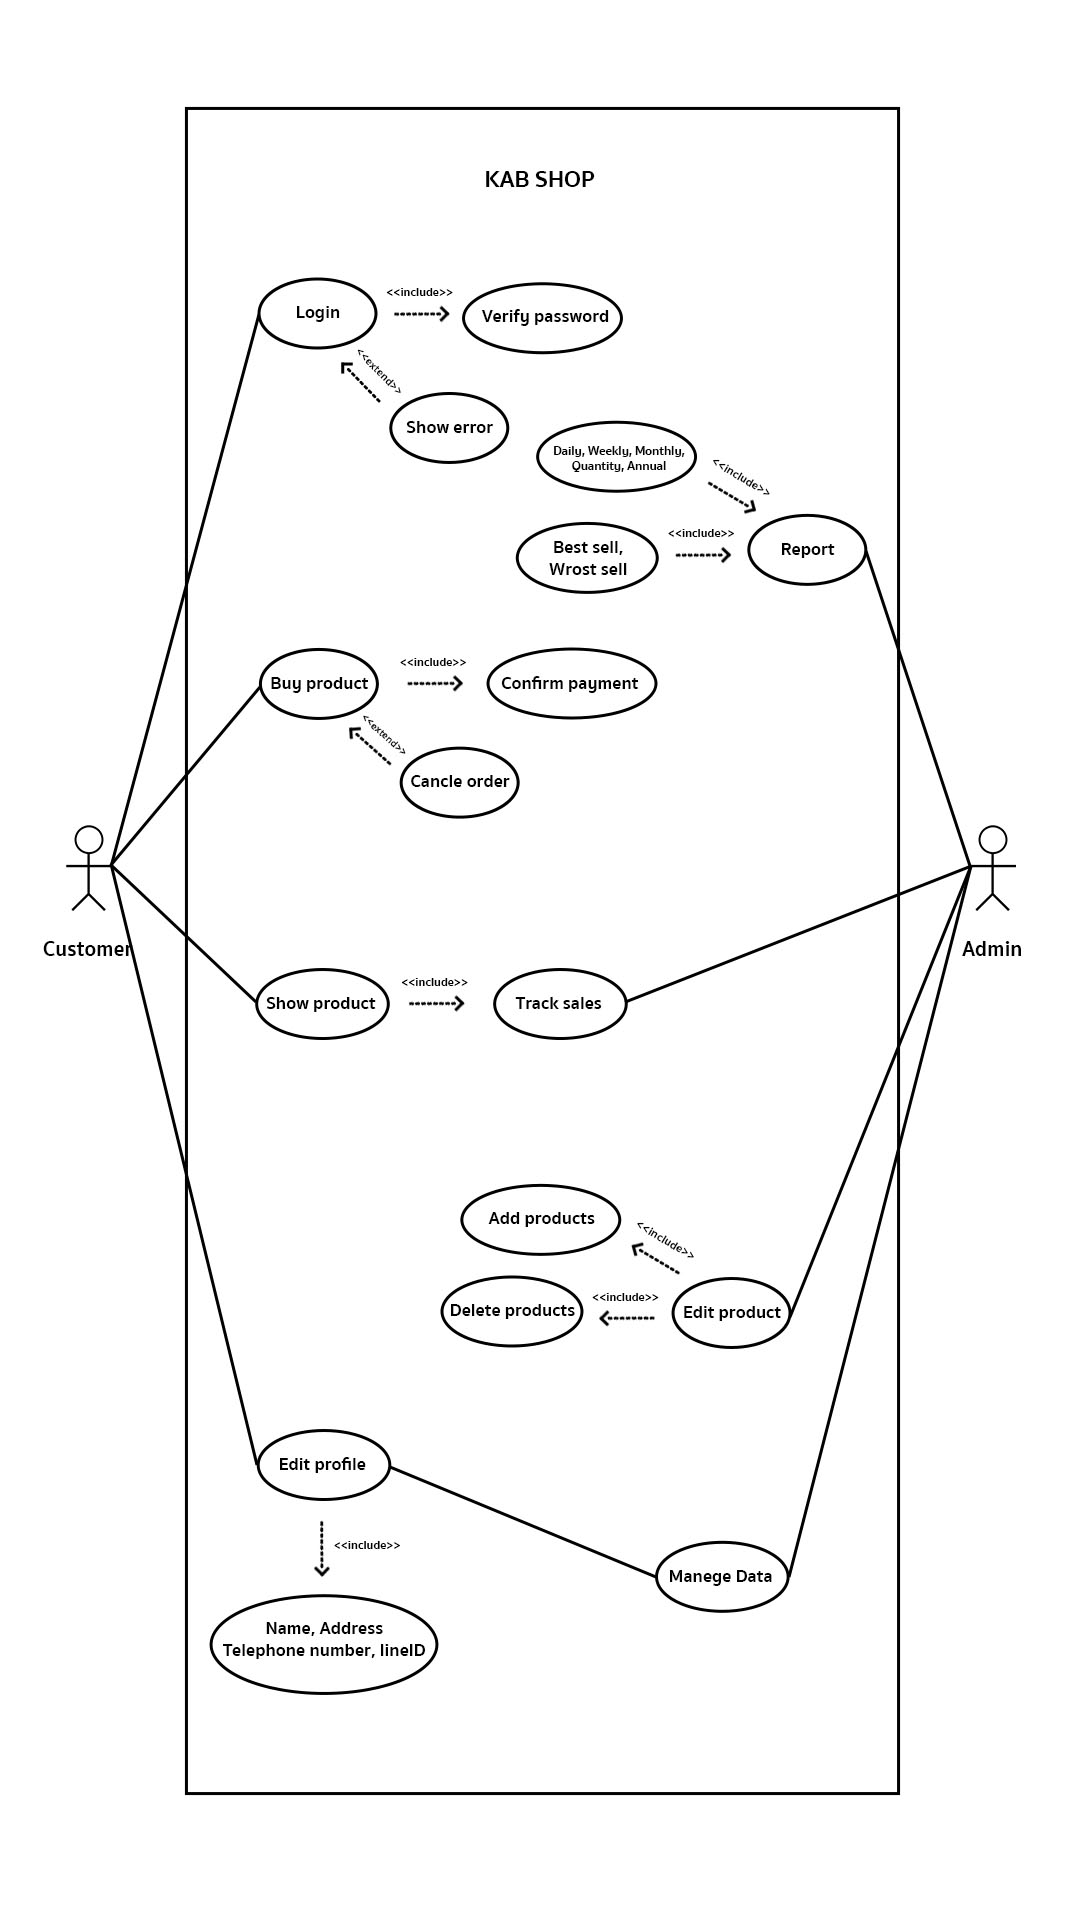 KAB SHOP
Login
<<include>>
Verify password
<<extend>>
Show error
Daily, Weekly, Monthly,
Quantity, Annual
<<include>>
Best sell,
Wrost sell
<<include>>
Report
Buy product
<<include>>
Confirm payment
<<extend>>
Cancle order
Customer
Admin
Show product
<<include>>
Track sales
Add products
<<include>>
Delete products
<<include>>
Edit product
Edit profile
<<include>>
Manege Data
Name, Address
Telephone number, lineID